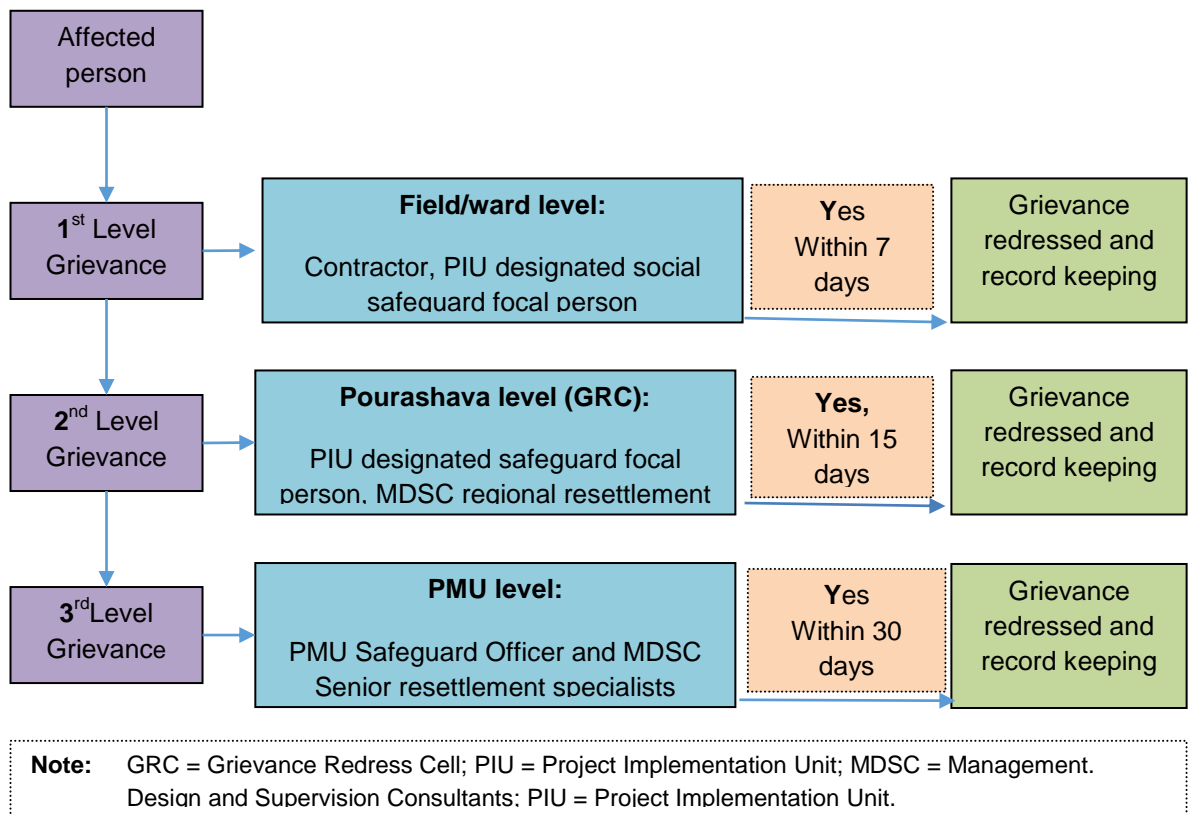 Affected
person
1st Level
Grievance
Field/ward level:
Contractor, PIU designated social
safeguard focal person
Yes
Within 7
days
Grievance
redressed and
record keeping
2nd Level
Grievance
Pourashava level (GRC):
PIU designated safeguard focal
person, MDSC regional resettlement
Yes,
Within 15
days
Grievance
redressed and
record keeping
3rdLevel
Grievance
PMU level:
PMU Safeguard Officer and MDSC
Senior resettlement specialists
Yes
Within 30
days
Grievance
redressed and
record keeping
Note: GRC = Grievance Redress Cell; PIU = Project Implementation Unit; MDSC = Management.
Design and Supervision Consultants; PIU = Project Implementation Unit.